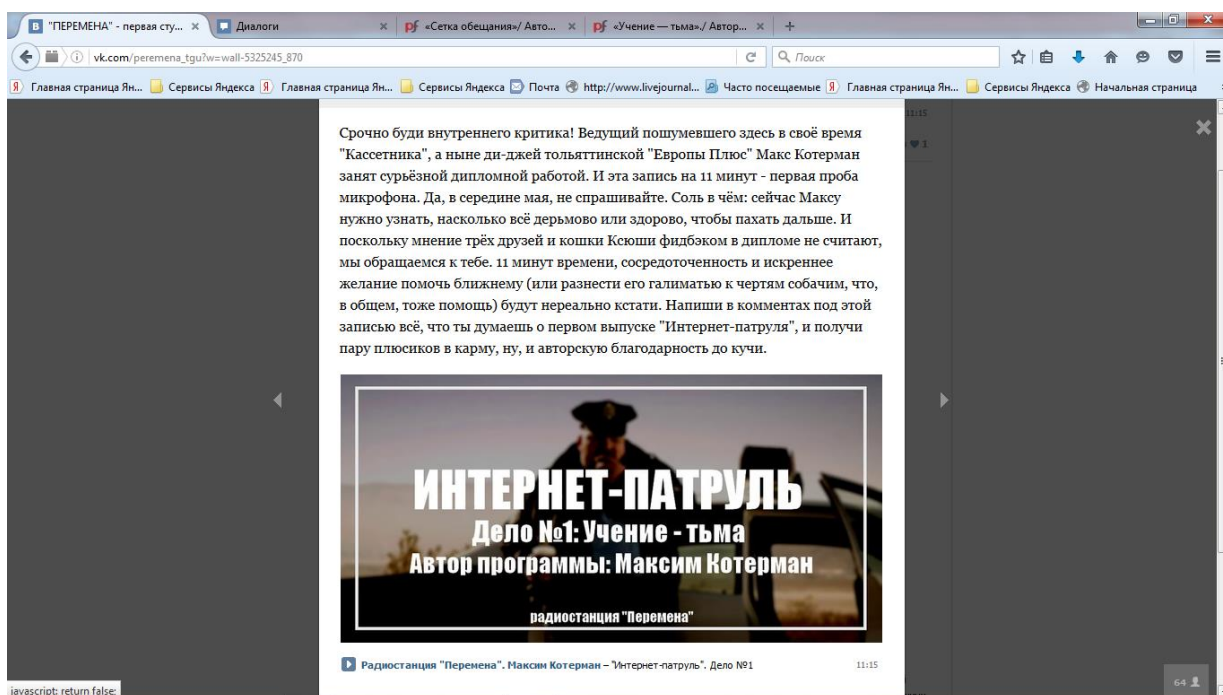 "ПЕРЕМЕНА" - первая сту...
Диалоги
«Сетка обещания»/ Авто...
«Учение — тьма»./ Автор...
vk.com/peremena_tgu?w=wall-5325245_870
Поиск
Главная страница Ян... Сервисы Яндекса Главная страница Ян... Сервисы Яндекса Почта http://www.livejournal... Часто посещаемые Главная страница Ян... Сервисы Яндекса Начальная страница
11:15
1
Срочно буди внутреннего критика! Ведущий пошумевшего здесь в своё время
"Кассетника", а ныне ди-джей тольяттинской "Европы Плюс" Макс Котерман
занят сурьёзной дипломной работой. И эта запись на 11 минут - первая проба
микрофона. Да, в середине мая, не спрашивайте. Соль в чём: сейчас Максу
нужно узнать, насколько всё дерьмово или здорово, чтобы пахать дальше. И
поскольку мнение трёх друзей и кошки Ксюши фидбэком в дипломе не считают,
мы обращаемся к тебе. 11 минут времени, сосредоточенность и искреннее
желание помочь ближнему (или разнести его галиматью к чертям собачим, что,
в общем, тоже помощь) будут нереально кстати. Напиши в комментах под этой
записью всё, что ты думаешь о первом выпуске "Интернет-патруля", и получи
пару плюсиков в карму, ну, и авторскую благодарность до кучи.
ИНТЕРНЕТ-ПАТРУЛЬ
Дело №1: Учение - тьма
Автор программы: Максим Котерман
радиостанция "Перемена"
Радиостанция "Перемена". Максим Котерман – "Интернет-патруль". Дело №1 11:15
64
javascript: return false;